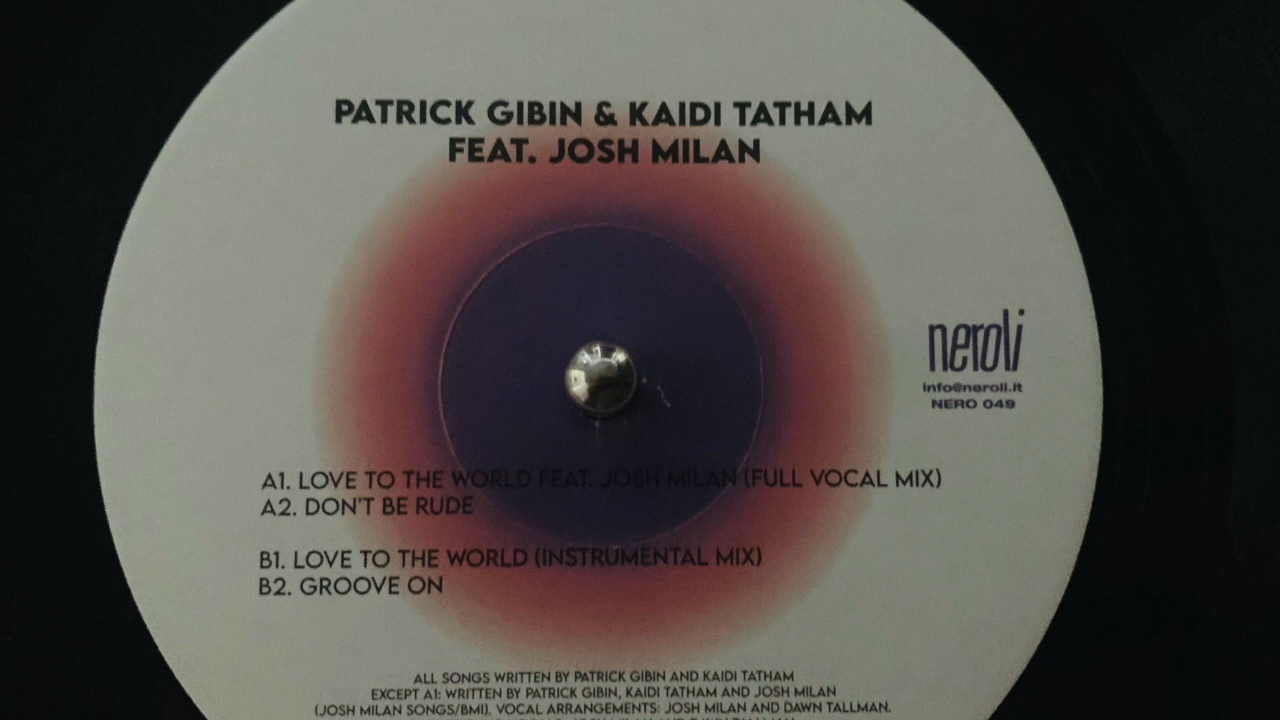 PATRICK GIBIN & KAIDI TATHAM
FEAT. JOSH MILAN
neroli
info@neroli.it
NERO 049
A1. LOVE TO THE WORLD FEAT. JOSH MILAN (FULL VOCAL MIX)
A2. DON'T BE RUDE
B1. LOVE TO THE WORLD (INSTRUMENTAL MIX)
B2. GROOVE ON
ALL SONGS WRITTEN BY PATRICK GIBIN AND KAIDI TATHAM
EXCEPT A1: WRITTEN BY PATRICK GIBIN, KAIDI TATHAM AND JOSH MILAN
(JOSH MILAN SONGS/BMI). VOCAL ARRANGEMENTS: JOSH MILAN AND DAWN TALLMAN.